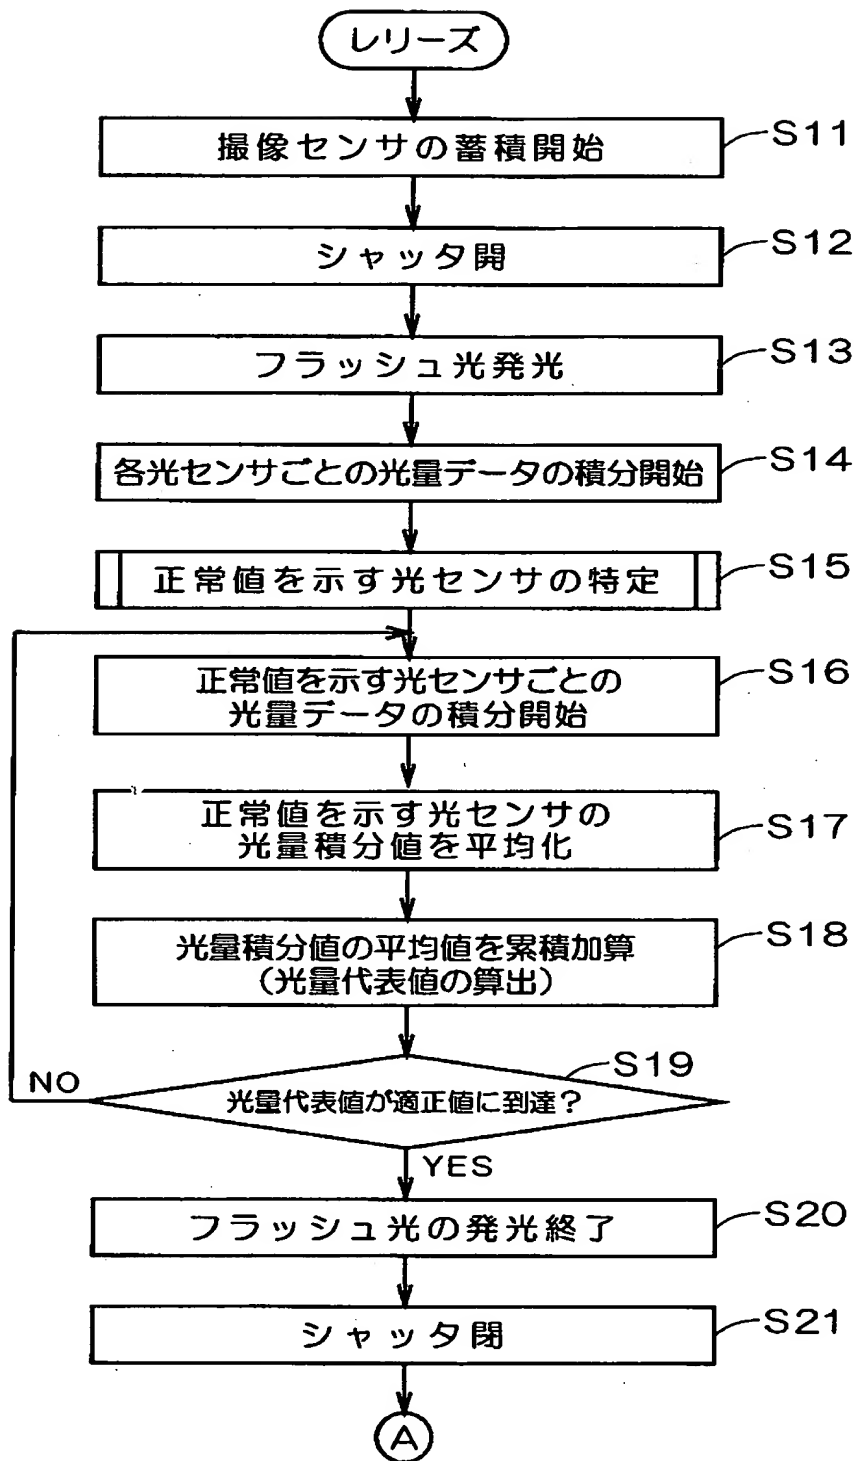 レリーズ
撮像センサの蓄積開始
S11
シャッタ開
S12
フラッシュ光発光
S13
各光センサごとの光量データの積分開始
S14
正常値を示す光センサの特定
S15
正常値を示す光センサごとの
光量データの積分開始
S16
正常値を示す光センサの
光量積分値を平均化
S17
光量積分値の平均値を累積加算
(光量代表値の算出)
S18
光量代表値が適正値に到達?
S19
NO
YES
フラッシュ光の発光終了
S20
シャッタ閉
S21
A